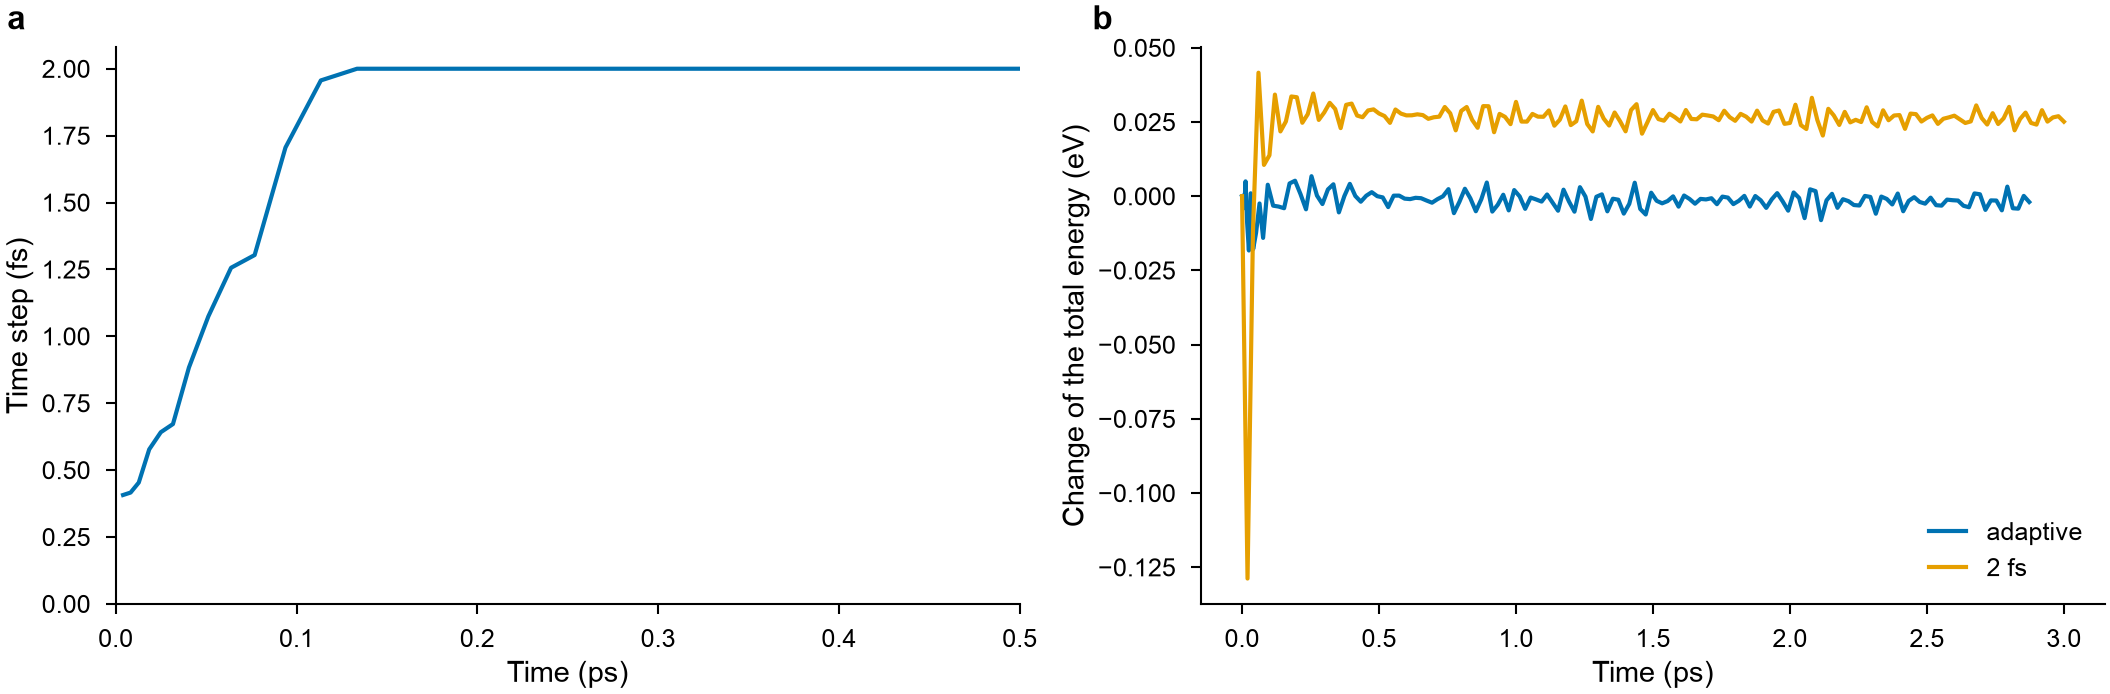 a
2.00
1.75
1.50
1.25
1.00
0.75
0.50
0.25
0.00
Time step (fs)
0.0 0.1 0.2 0.3 0.4 0.5
Time (ps)
b
0.050
0.025
0.000
−0.025
−0.050
−0.075
−0.100
−0.125
Change of the total energy (eV)
adaptive
2 fs
0.0 0.5 1.0 1.5 2.0 2.5 3.0
Time (ps)